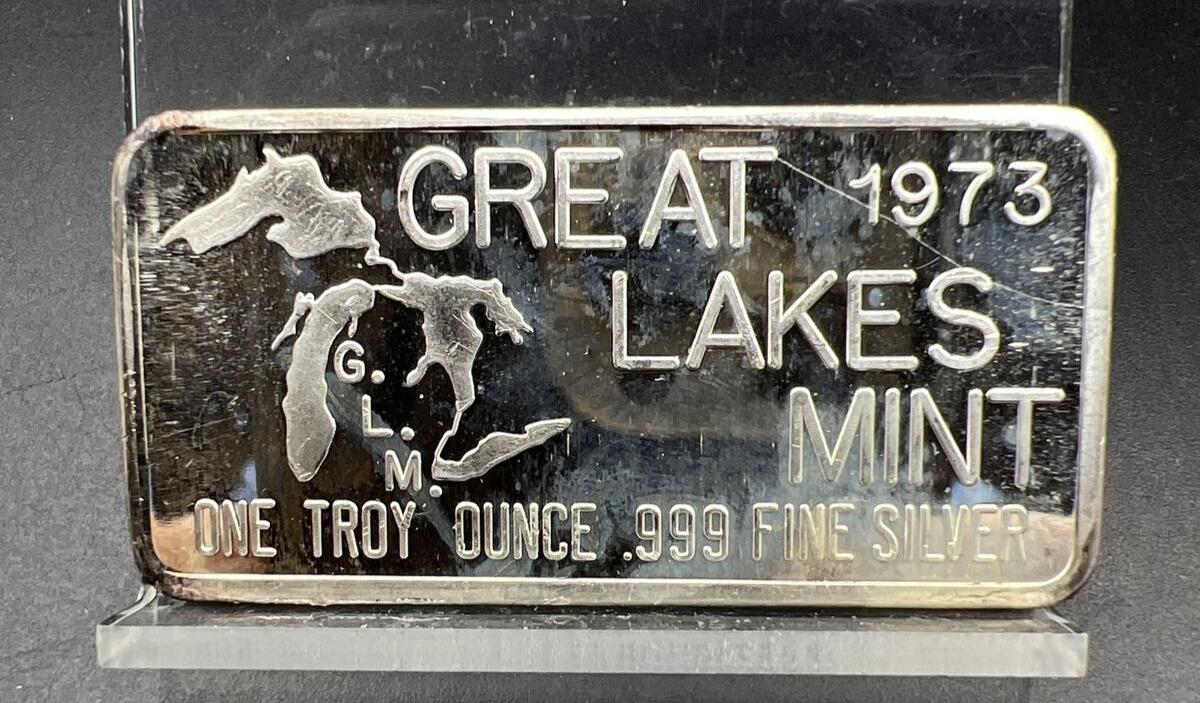 GREAT 1973
LAKES
MINT
G.
L.
M.
ONE TROY OUNCE .999 FINE SILVER